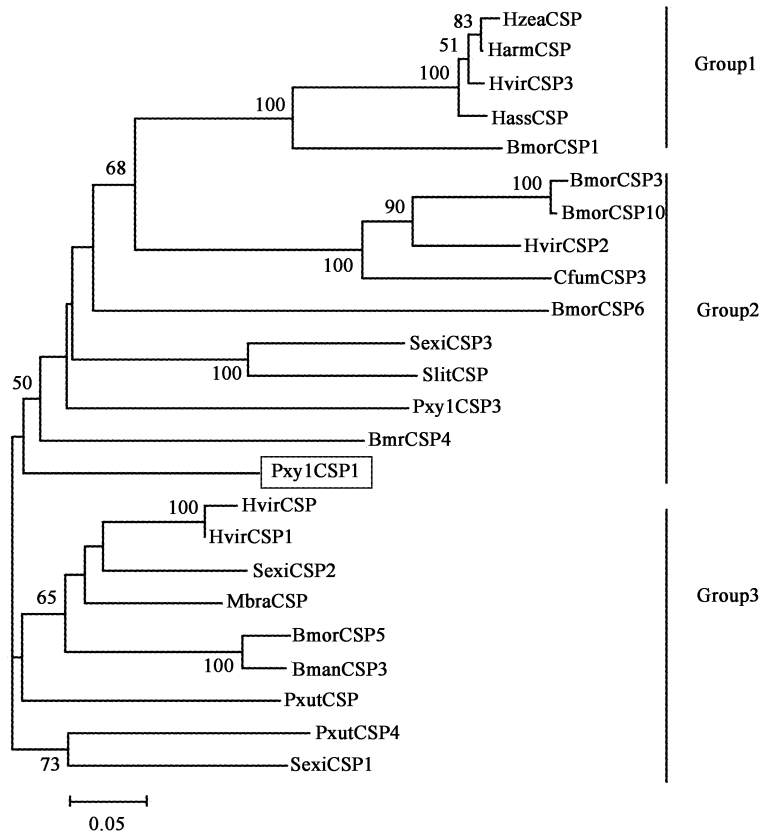 83
HzeaCSP
51
HarmCSP
Group1
100
HvirCSP3
100
HassCSP
BmorCSP1
68
100
BmorCSP3
90
BmorCSP10
HvirCSP2
100
CfumCSP3
BmorCSP6
Group2
SexiCSP3
100
SlitCSP
50
Pxy1CSP3
BmrCSP4
Pxy1CSP1
100
HvirCSP
HvirCSP1
SexiCSP2
65
MbraCSP
Group3
BmorCSP5
100
BmanCSP3
PxutCSP
PxutCSP4
73
SexiCSP1
0.05